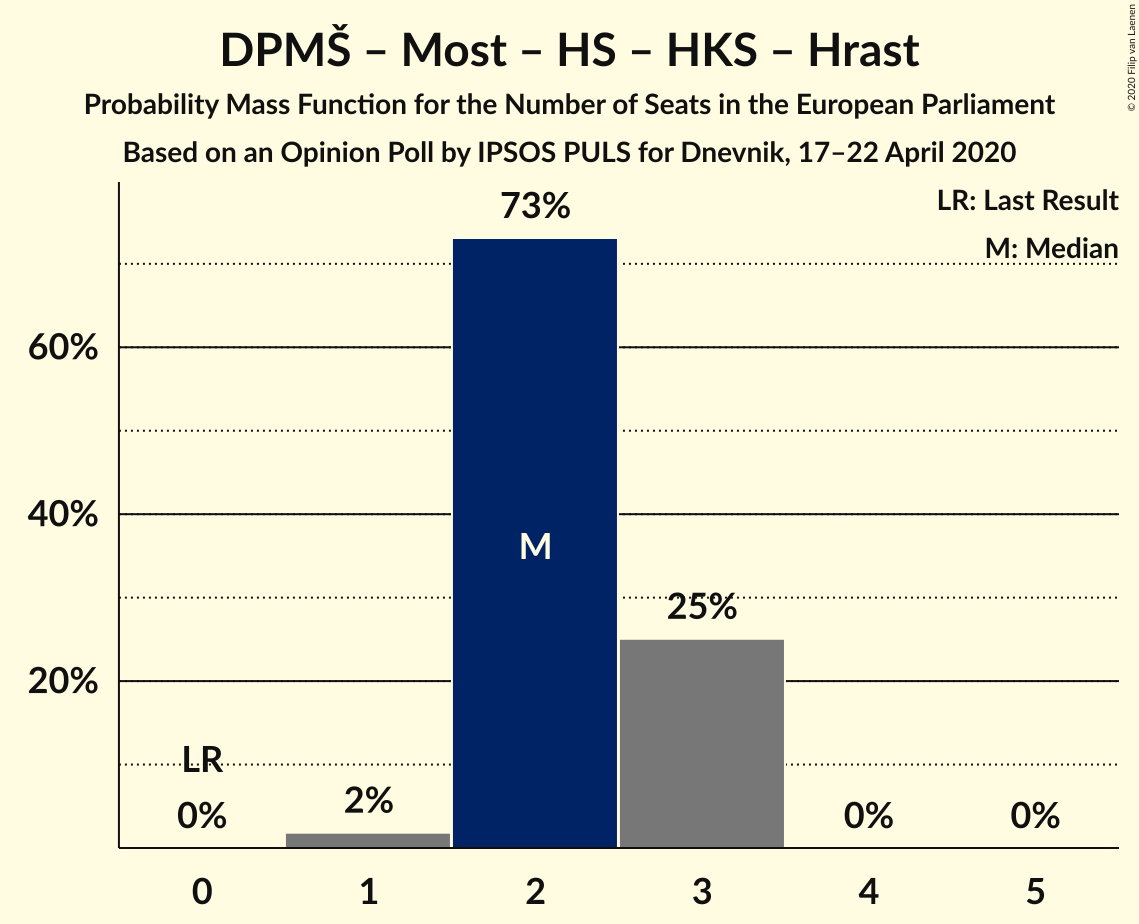 DPMŠ – Most – HS – HKS – Hrast
Probability Mass Function for the Number of Seats in the European Parliament
Based on an Opinion Poll by IPSOS PULS for Dnevnik, 17–22 April 2020
© 2020 Filip van Laenen
LR: Last Result
M: Median
73%
60%
40%
M
25%
20%
LR
0%
2%
0%
0%
0 1 2 3 4 5